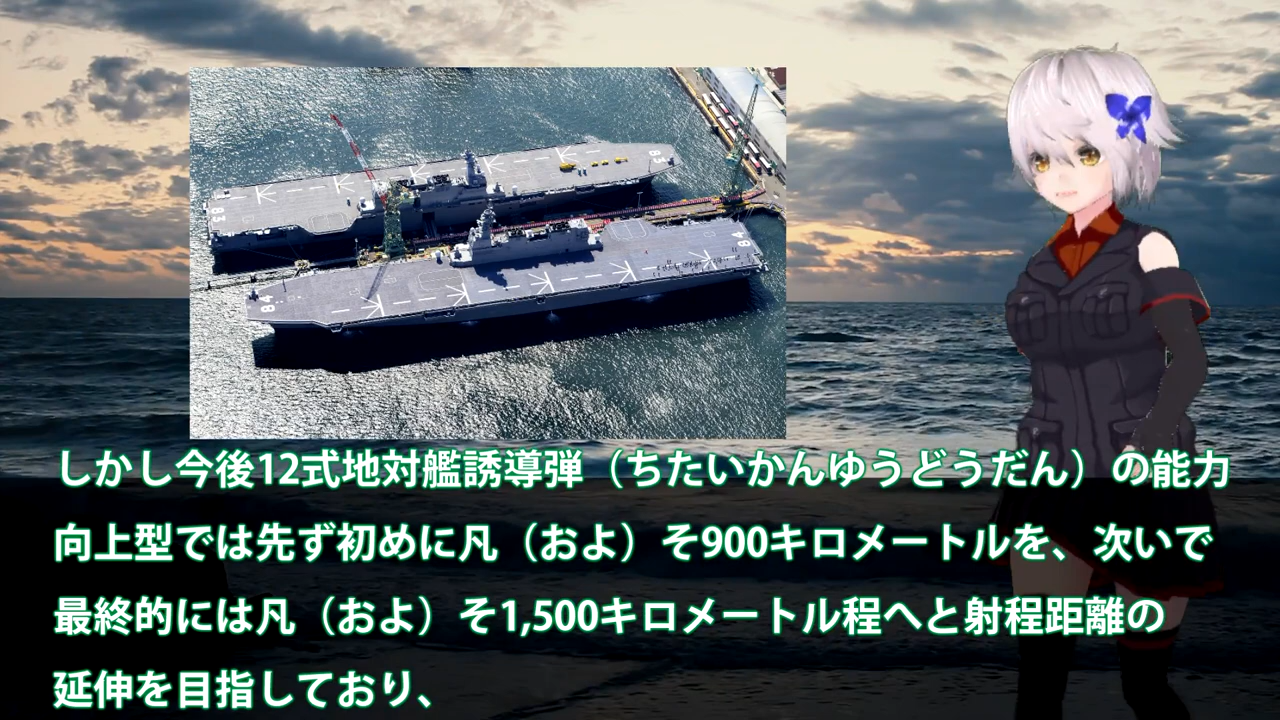 83
83
84
84
しかし今後12式地対艦誘導弾（ちたいかんゆうどうだん）の能力
向上型では先ず初めに凡（およ）そ900キロメートルを、次いで
最終的には凡（およ）そ1,500キロメートル程へと射程距離の
延伸を目指しており、